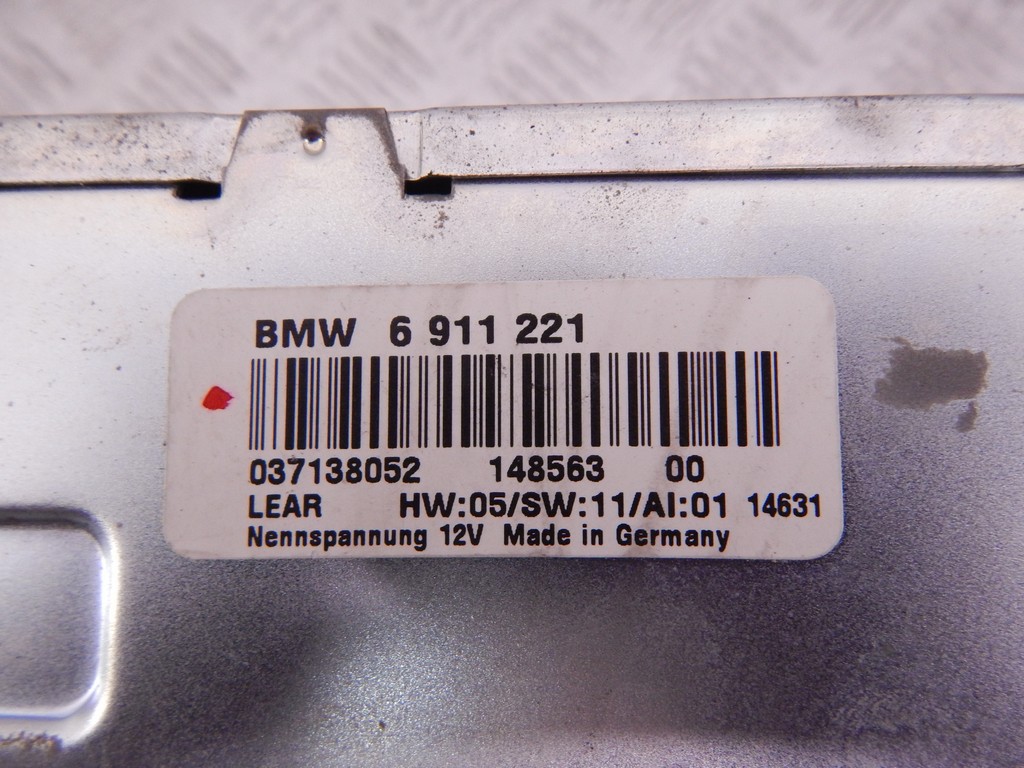 BMW 6 911 221
037138052 148563 00
LEAR HW:05/SW:11/AI:01 14631
Nennspannung 12V Made in Germany